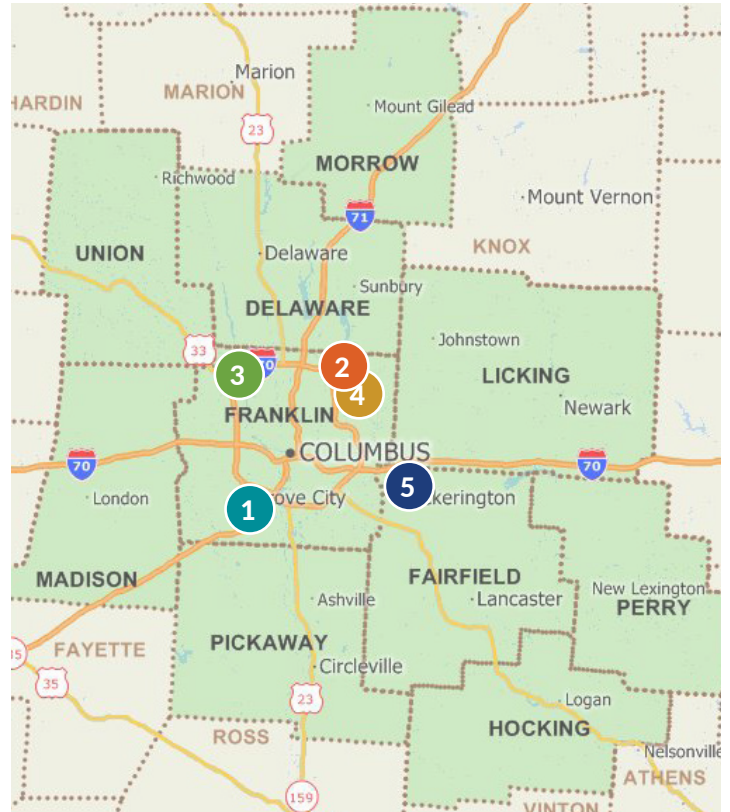 Marion
MARION
HARDIN
23
Mount Gilead
MORROW
Richwood
Mount Vernon
71
KNOX
UNION
Delaware
Sunbury
DELAWARE
Johnstown
33
2
3
4
LICKING
FRANKLIN
Newark
COLUMBUS
70
70
London
5
1
Grove City
MADISON
FAIRFIELD
Ashville
Lancaster
New Lexington
PERRY
PICKAWAY
FAYETTE
Circleville
35
23
Logan
HOCKING
ROSS
Nelsonville
ATHENS
159
VINTON